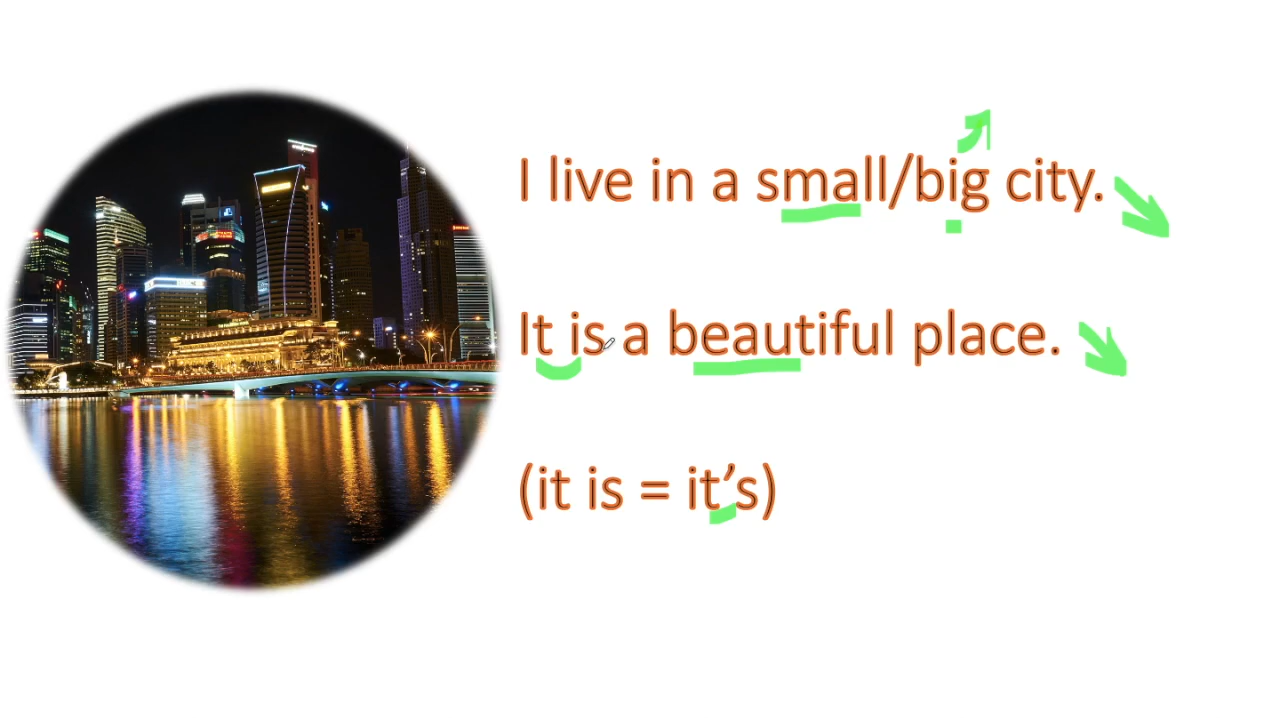 I live in a small/big city.
It is a beautiful place.
(it is = it’s)